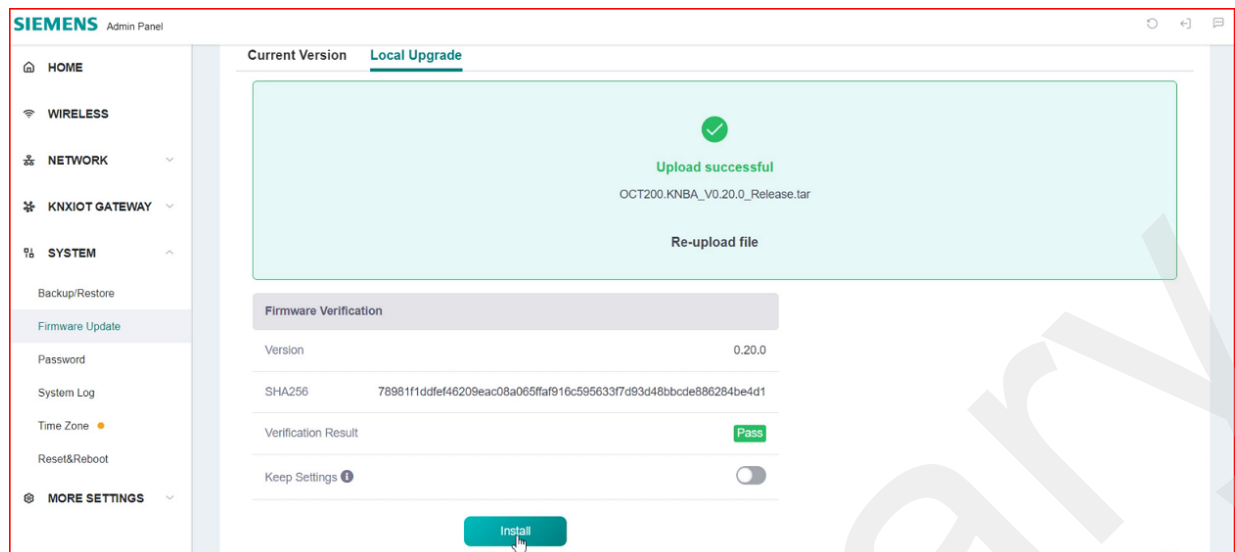 SIEMENS Admin Panel
HOME
WIRELESS
NETWORK
KNXIOT GATEWAY
SYSTEM
Backup/Restore
Firmware Update
Password
System Log
Time Zone
Reset&Reboot
MORE SETTINGS
Current Version Local Upgrade
Upload successful
OCT200.KNBA_V0.20.0_Release.tar
Re-upload file
Firmware Verification
Version 0.20.0
SHA256 78981f1ddfef46209eac08a065ffaf916c595633f7d93d48bbcde886284be4d1
Verification Result Pass
Keep Settings
Install